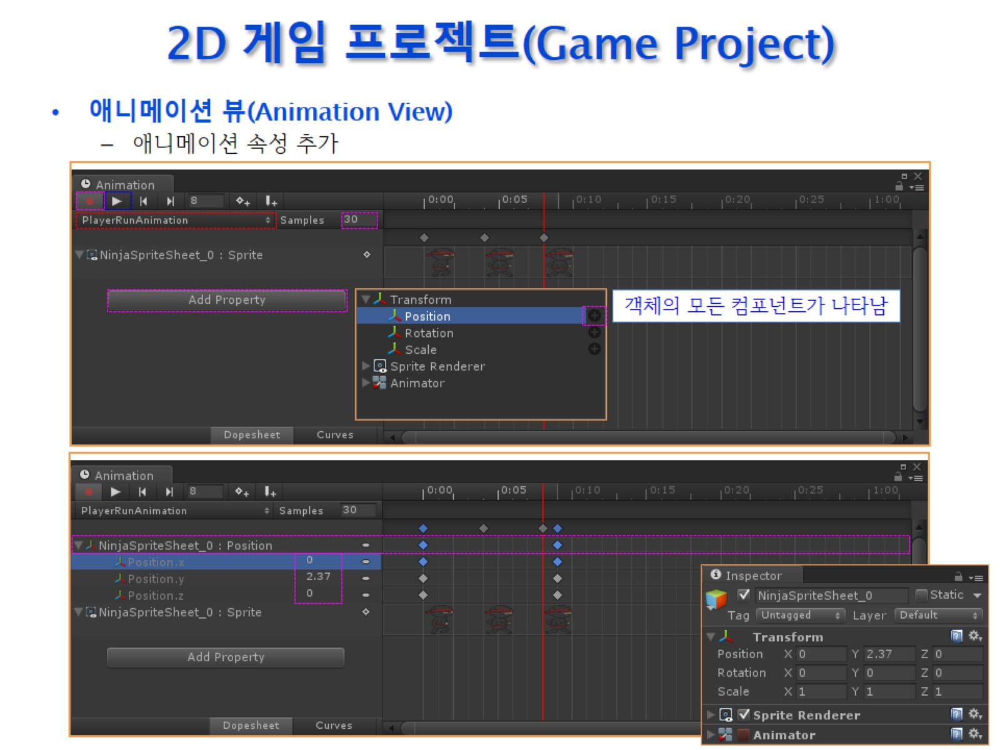 2D 게임 프로젝트(Game Project)
• 애니메이션 뷰(Animation View)
– 애니메이션 속성 추가
Animation
8 0:00 0:05 0:10 0:15 0:20 0:25 1:00
PlayerRunAnimation Samples 30
NinjaSpriteSheet_0 : Sprite
Add Property
Transform
Position
Rotation
Scale
Sprite Renderer
Animator
객체의 모든 컴포넌트가 나타남
Dopesheet Curves
Animation
8 0:00 0:05 0:10 0:15 0:20 0:25 1:00
PlayerRunAnimation Samples 30
NinjaSpriteSheet_0 : Position
Position.x 0
Position.y 2.37
Position.z 0
NinjaSpriteSheet_0 : Sprite
Add Property
Dopesheet Curves
Inspector
NinjaSpriteSheet_0 Static
Tag Untagged Layer Default
Transform
Position X 0 Y 2.37 Z 0
Rotation X 0 Y 0 Z 0
Scale X 1 Y 1 Z 1
Sprite Renderer
Animator